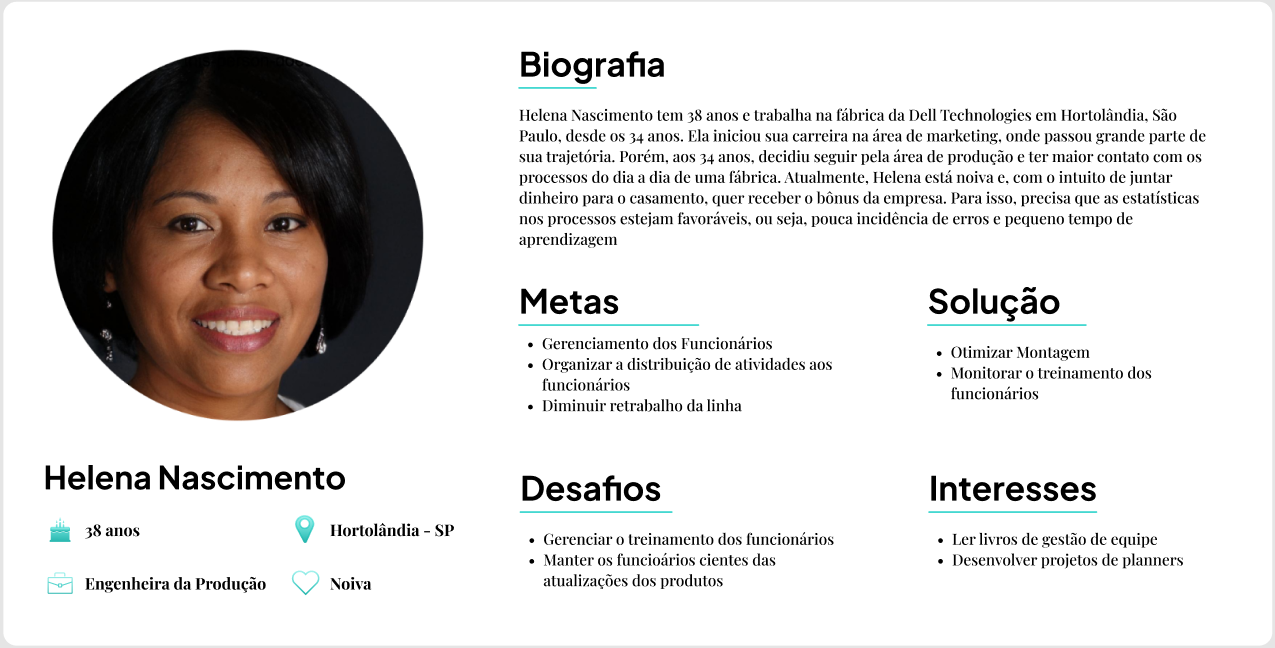 Biografia
Helena Nascimento tem 38 anos e trabalha na fábrica da Dell Technologies em Hortolândia, São
Paulo, desde os 34 anos. Ela iniciou sua carreira na área de marketing, onde passou grande parte de
sua trajetória. Porém, aos 34 anos, decidiu seguir pela área de produção e ter maior contato com os
processos do dia a dia de uma fábrica. Atualmente, Helena está noiva e, com o intuito de juntar
dinheiro para o casamento, quer receber o bônus da empresa. Para isso, precisa que as estatísticas
nos processos estejam favoráveis, ou seja, pouca incidência de erros e pequeno tempo de
aprendizagem
Metas
• Gerenciamento dos Funcionários
• Organizar a distribuição de atividades aos
funcionários
• Diminuir retrabalho da linha
Solução
• Otimizar Montagem
• Monitorar o treinamento dos
funcionários
Helena Nascimento
38 anos
Hortolândia - SP
Engenheira da Produção
Noiva
Desafios
• Gerenciar o treinamento dos funcionários
• Manter os funcioários cientes das
atualizações dos produtos
Interesses
• Ler livros de gestão de equipe
• Desenvolver projetos de planners